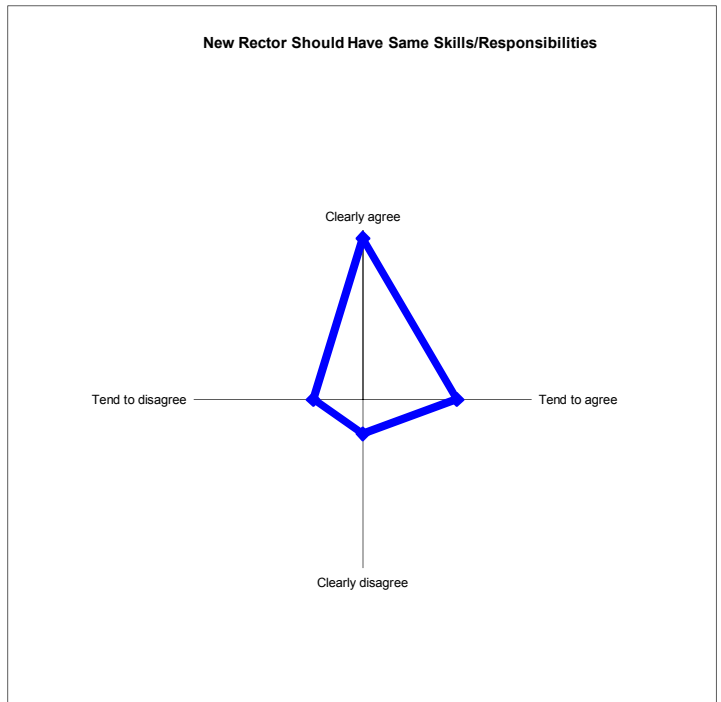 New Rector Should Have Same Skills/Responsibilities
Clearly agree
Tend to disagree
Tend to agree
Clearly disagree